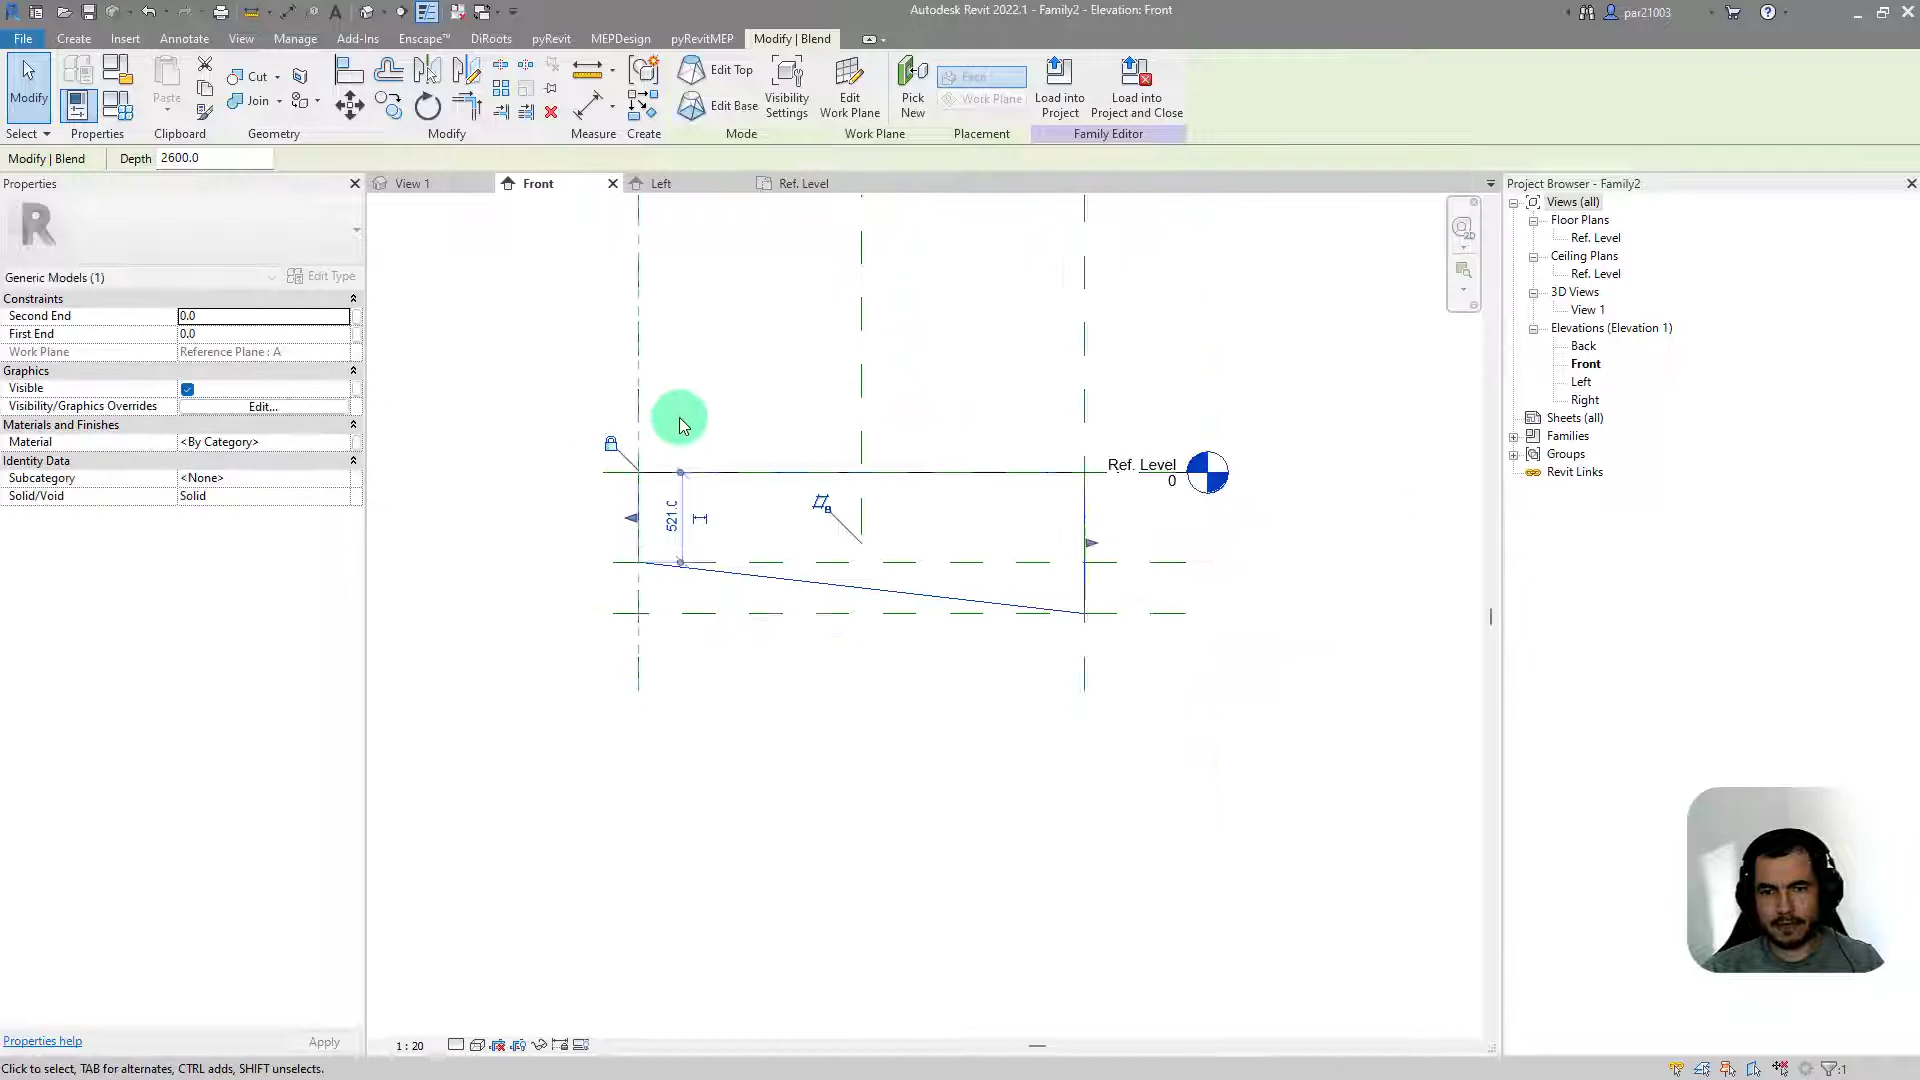 Autodesk Revit 2022.1 - Family2 - Elevation: Front
par21003
File
Create
Insert
Annotate
View
Manage
Add-Ins
Enscape™
DiRoots
pyRevit
MEPDesign
pyRevitMEP
Modify | Blend
Modify
Paste
Cut
Join
Edit Top
Edit Base
Visibility
Settings
Edit
Work Plane
Pick
New
Face
Work Plane
Load into
Project
Load into
Project and Close
Select
Properties
Clipboard
Geometry
Modify
Measure
Create
Mode
Work Plane
Placement
Family Editor
Modify | Blend
Depth 2600.0
Properties
View 1
Front
Left
Ref. Level
Project Browser - Family2
Generic Models (1)
Edit Type
Constraints
Second End 0.0
First End 0.0
Work Plane Reference Plane : A
Graphics
Visible
Visibility/Graphics Overrides Edit...
Materials and Finishes
Material <By Category>
Identity Data
Subcategory <None>
Solid/Void Solid
Views (all)
Floor Plans
Ref. Level
Ceiling Plans
Ref. Level
3D Views
View 1
Elevations (Elevation 1)
Back
Front
Left
Right
Sheets (all)
Families
Groups
Revit Links
2D
Ref. Level
0
521.0
Properties help
Apply
1 : 20
Click to select, TAB for alternates, CTRL adds, SHIFT unselects.
:1